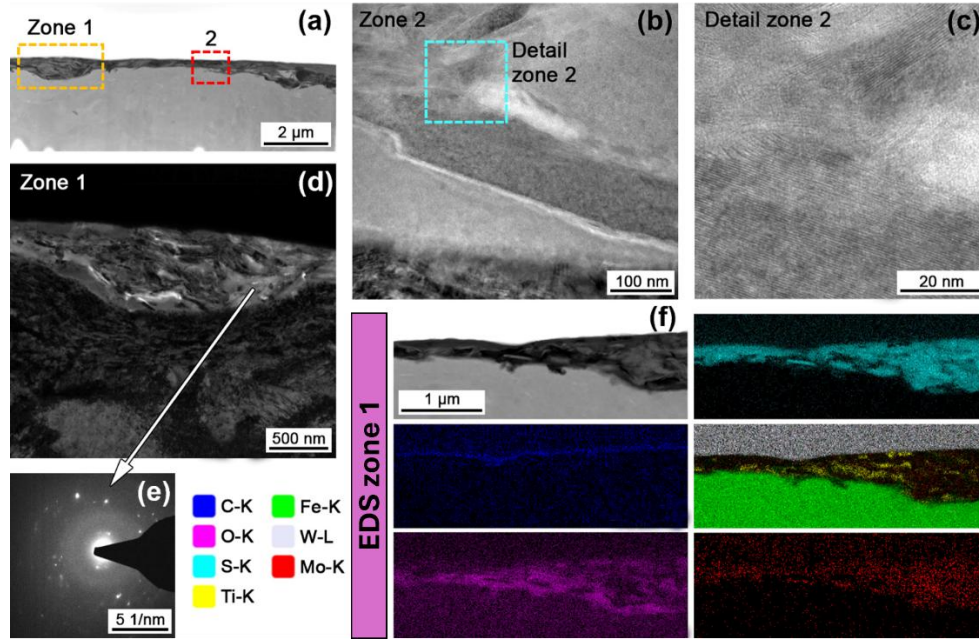 (a)
Zone 1
2
2 µm
Zone 2
(b)
Detail
zone 2
100 nm
Detail zone 2
(c)
20 nm
Zone 1
(d)
500 nm
(e)
5 1/nm
C-K
Fe-K
O-K
W-L
S-K
Mo-K
Ti-K
EDS zone 1
(f)
1 µm